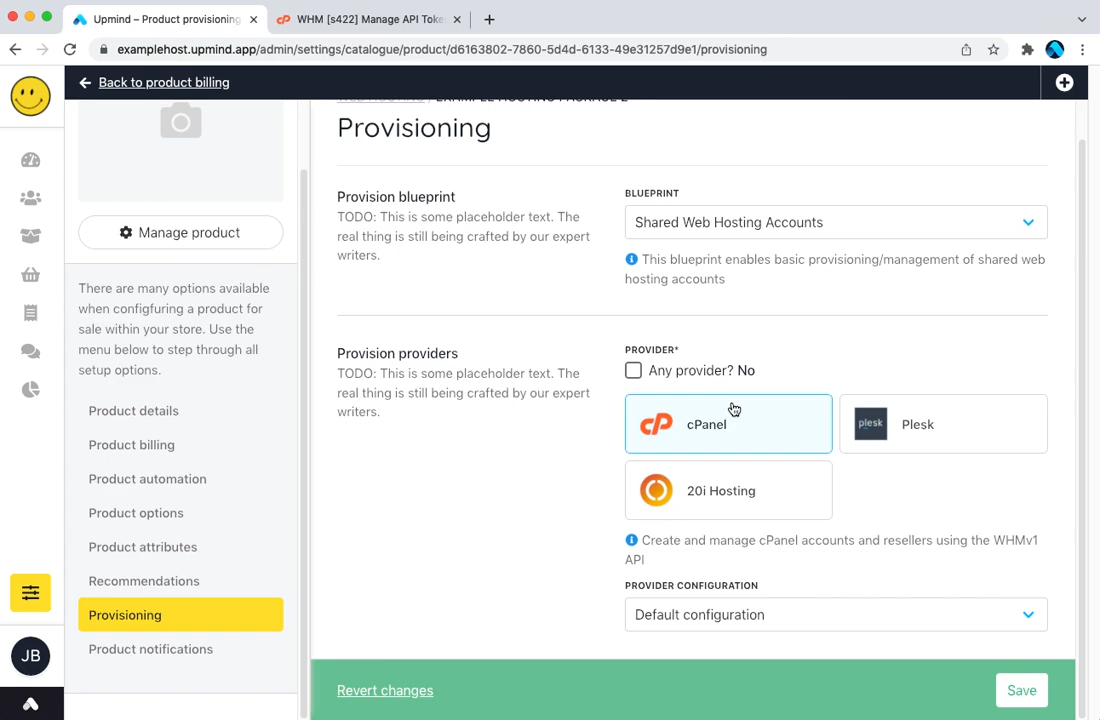 Upmind – Product provisioning
WHM [s422] Manage API Toke
examplehost.upmind.app/admin/settings/catalogue/product/d6163802-7860-5d4d-6133-49e31257d9e1/provisioning
Back to product billing
WEB HOSTING / EXAMPLE HOSTING PACKAGE 2
Provisioning
Manage product
There are many options available
when configfuring a product for
sale within your store. Use the
menu below to step through all
setup options.
Product details
Product billing
Product automation
Product options
Product attributes
Recommendations
Provisioning
Product notifications
JB
Provision blueprint
TODO: This is some placeholder text. The
real thing is still being crafted by our expert
writers.
BLUEPRINT
Shared Web Hosting Accounts
This blueprint enables basic provisioning/management of shared web
hosting accounts
Provision providers
TODO: This is some placeholder text. The
real thing is still being crafted by our expert
writers.
PROVIDER*
Any provider? No
cPanel
plesk
Plesk
20i Hosting
Create and manage cPanel accounts and resellers using the WHMv1
API
PROVIDER CONFIGURATION
Default configuration
Revert changes
Save